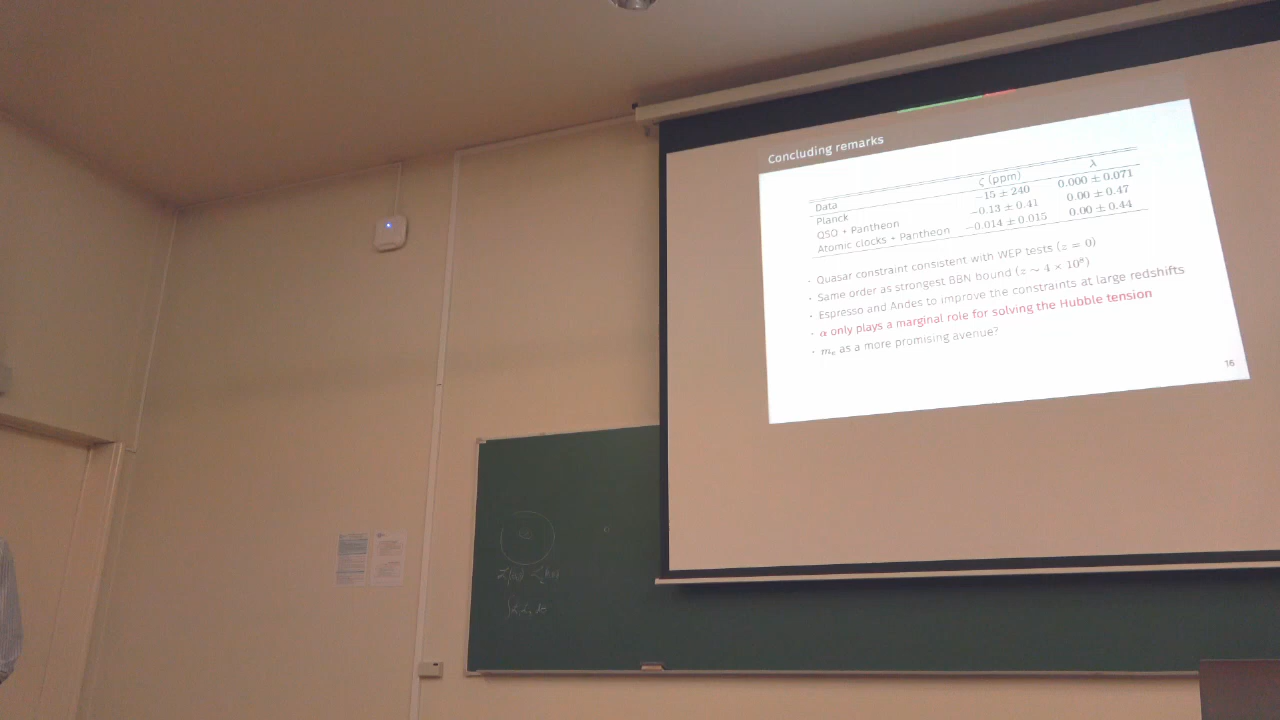 Concluding remarks
Data ζ (ppm) λ
Planck −15 ± 240 0.000 ± 0.071
QSO + Pantheon −0.13 ± 0.41 0.00 ± 0.47
Atomic clocks + Pantheon −0.014 ± 0.015 0.00 ± 0.44
· Quasar constraint consistent with WEP tests (z = 0)
· Same order as strongest BBN bound (z ∼ 4 × 10⁸)
· Espresso and Andes to improve the constraints at large redshifts
· α only plays a marginal role for solving the Hubble tension
· mₑ as a more promising avenue?
16